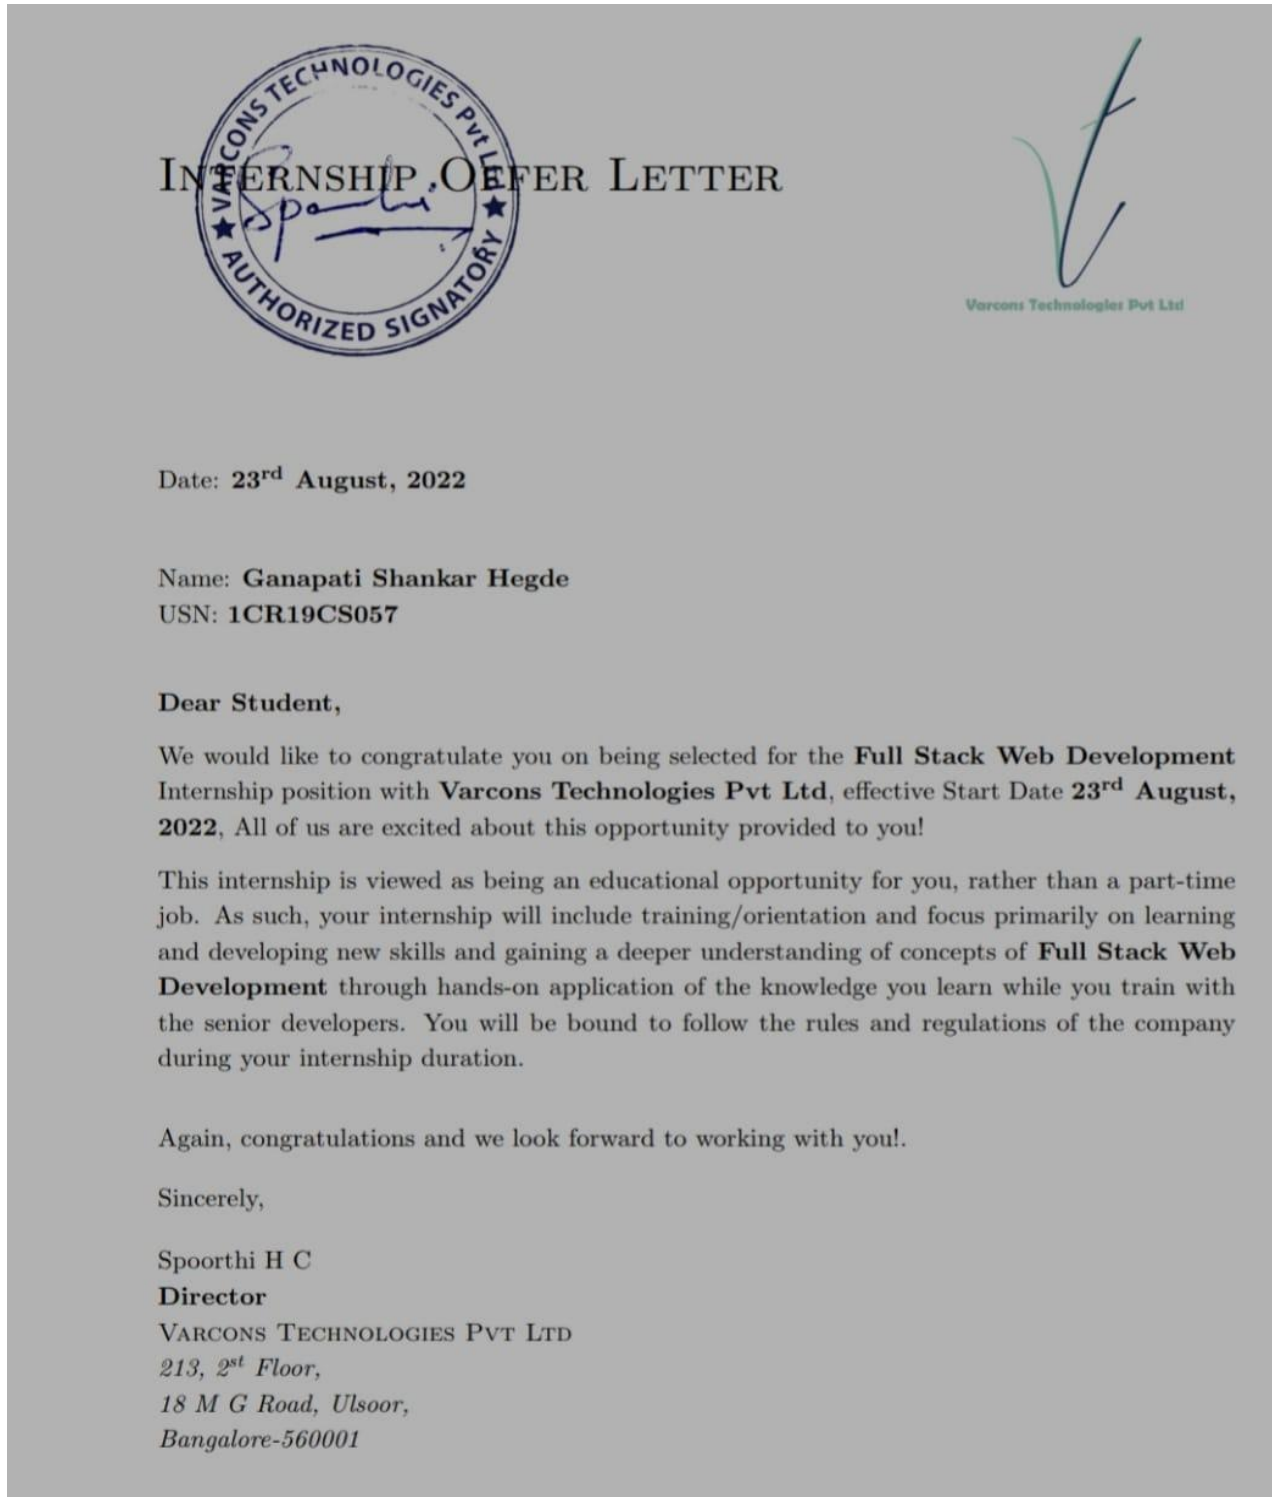 VARCONS TECHNOLOGIES Pvt Ltd
AUTHORIZED SIGNATORY
INTERNSHIP OFFER LETTER
Varcons Technologies Pvt Ltd
Date: 23rd August, 2022
Name: Ganapati Shankar Hegde
USN: 1CR19CS057
Dear Student,
We would like to congratulate you on being selected for the Full Stack Web Development
Internship position with Varcons Technologies Pvt Ltd, effective Start Date 23rd August,
2022, All of us are excited about this opportunity provided to you!
This internship is viewed as being an educational opportunity for you, rather than a part-time
job. As such, your internship will include training/orientation and focus primarily on learning
and developing new skills and gaining a deeper understanding of concepts of Full Stack Web
Development through hands-on application of the knowledge you learn while you train with
the senior developers. You will be bound to follow the rules and regulations of the company
during your internship duration.
Again, congratulations and we look forward to working with you!.
Sincerely,
Spoorthi H C
Director
VARCONS TECHNOLOGIES PVT LTD
213, 2st Floor,
18 M G Road, Ulsoor,
Bangalore-560001